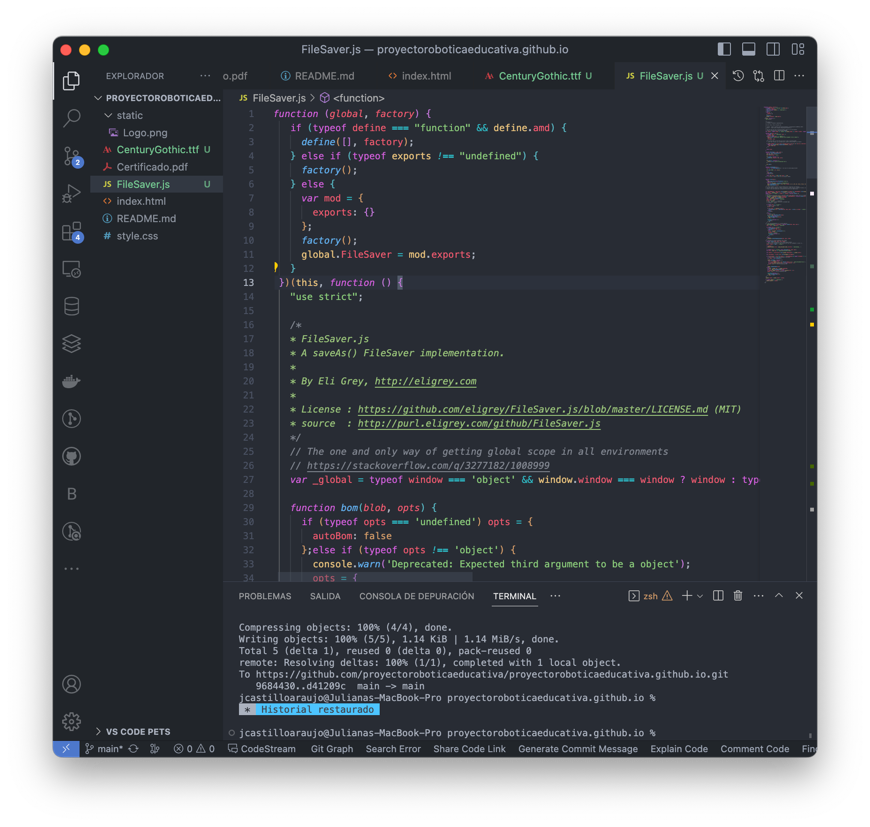 FileSaver.js — proyectoroboticaeducativa.github.io
EXPLORADOR ···
o.pdf README.md index.html CenturyGothic.ttf U FileSaver.js U
PROYECTOROBOTICAED...
static
Logo.png
CenturyGothic.ttf U
Certificado.pdf
JS FileSaver.js U
index.html
README.md
# style.css
2
4
B
VS CODE PETS
JS FileSaver.js > <function>
1 function (global, factory) {
2 if (typeof define === "function" && define.amd) {
3 define([], factory);
4 } else if (typeof exports !== "undefined") {
5 factory();
6 } else {
7 var mod = {
8 exports: {}
9 };
10 factory();
11 global.FileSaver = mod.exports;
12 }
13 })(this, function () {
14 "use strict";
15
16 /*
17 * FileSaver.js
18 * A saveAs() FileSaver implementation.
19 *
20 * By Eli Grey, http://eligrey.com
21 *
22 * License : https://github.com/eligrey/FileSaver.js/blob/master/LICENSE.md (MIT)
23 * source  : http://purl.eligrey.com/github/FileSaver.js
24 */
25 // The one and only way of getting global scope in all environments
26 // https://stackoverflow.com/q/3277182/1008999
27 var _global = typeof window === 'object' && window.window === window ? window : typ
28
29 function bom(blob, opts) {
30 if (typeof opts === 'undefined') opts = {
31 autoBom: false
32 };else if (typeof opts !== 'object') {
33 console.warn('Deprecated: Expected third argument to be a object');
34 opts = {
PROBLEMAS SALIDA CONSOLA DE DEPURACIÓN TERMINAL ··· zsh
Compressing objects: 100% (4/4), done.
Writing objects: 100% (5/5), 1.14 KiB | 1.14 MiB/s, done.
Total 5 (delta 1), reused 0 (delta 0), pack-reused 0
remote: Resolving deltas: 100% (1/1), completed with 1 local object.
To https://github.com/proyectoroboticaeducativa/proyectoroboticaeducativa.github.io.git
9684430..d41209c  main -> main
jcastilloaraujo@Julianas-MacBook-Pro proyectoroboticaeducativa.github.io %
* Historial restaurado
jcastilloaraujo@Julianas-MacBook-Pro proyectoroboticaeducativa.github.io %
main* 0 0 CodeStream Git Graph Search Error Share Code Link Generate Commit Message Explain Code Comment Code Fin